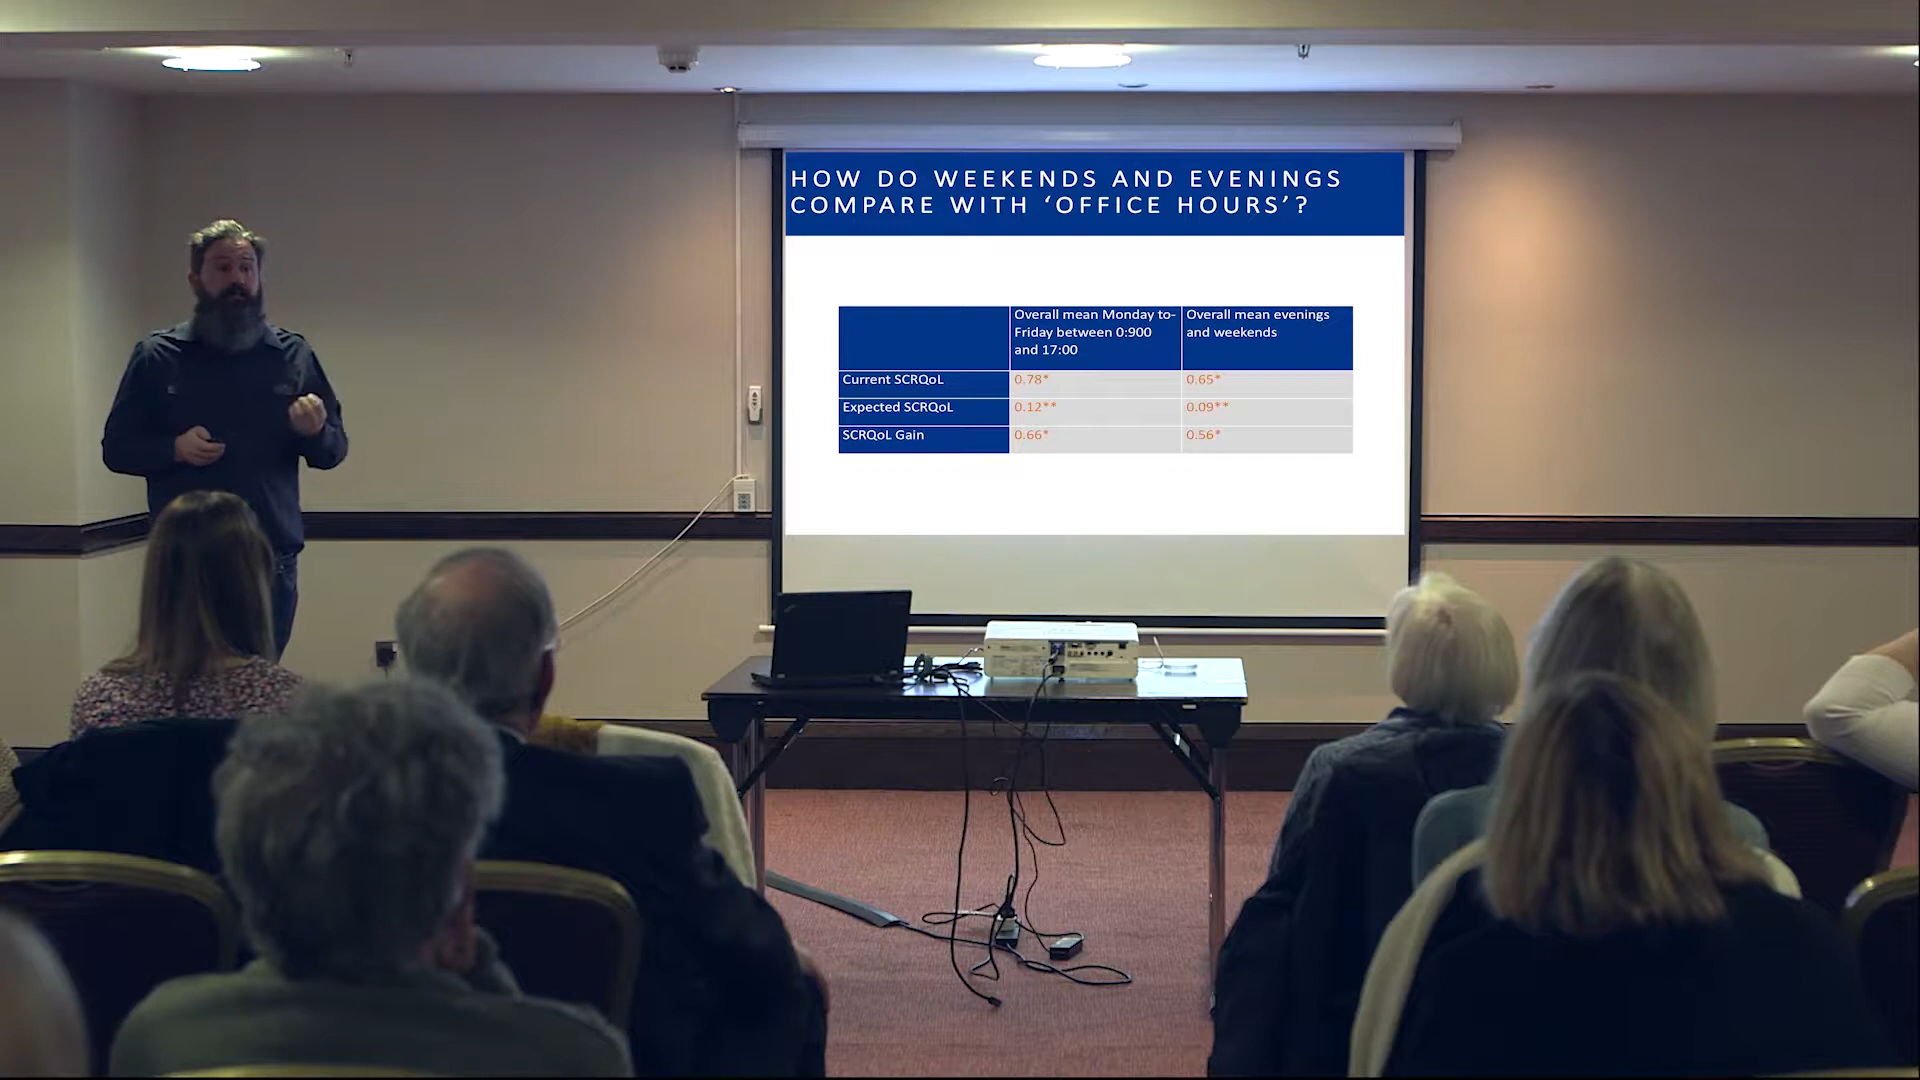 HOW DO WEEKENDS AND EVENINGS
COMPARE WITH ‘OFFICE HOURS’?
Overall mean Monday to-
Friday between 0:900
and 17:00
Overall mean evenings
and weekends
Current SCRQoL
0.78*
0.65*
Expected SCRQoL
0.12**
0.09**
SCRQoL Gain
0.66*
0.56*